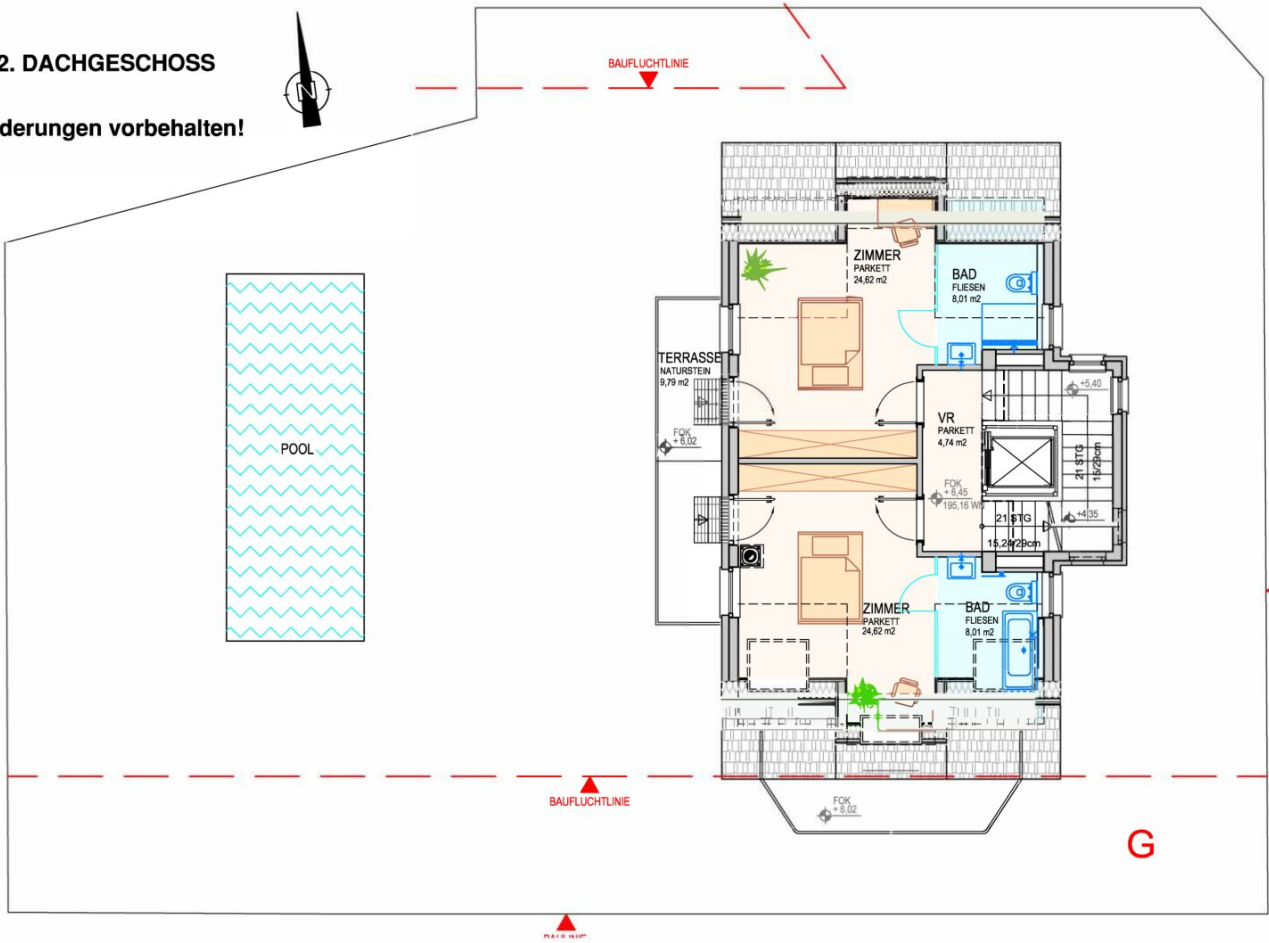 2. DACHGESCHOSS
derungen vorbehalten!
N
BAUFLUCHTLINIE
ZIMMER
PARKETT
24,62 m2
BAD
FLIESEN
8,01 m2
TERRASSE
NATURSTEIN
9,79 m2
FOK
+ 6,02
POOL
VR
PARKETT
4,74 m2
+5,40
FOK
+ 6,45
195,16
21 STG
15/29cm
+4,35
21 STG
15,24/29cm
ZIMMER
PARKETT
24,62 m2
BAD
FLIESEN
8,01 m2
BAUFLUCHTLINIE
FOK
+ 6,02
G